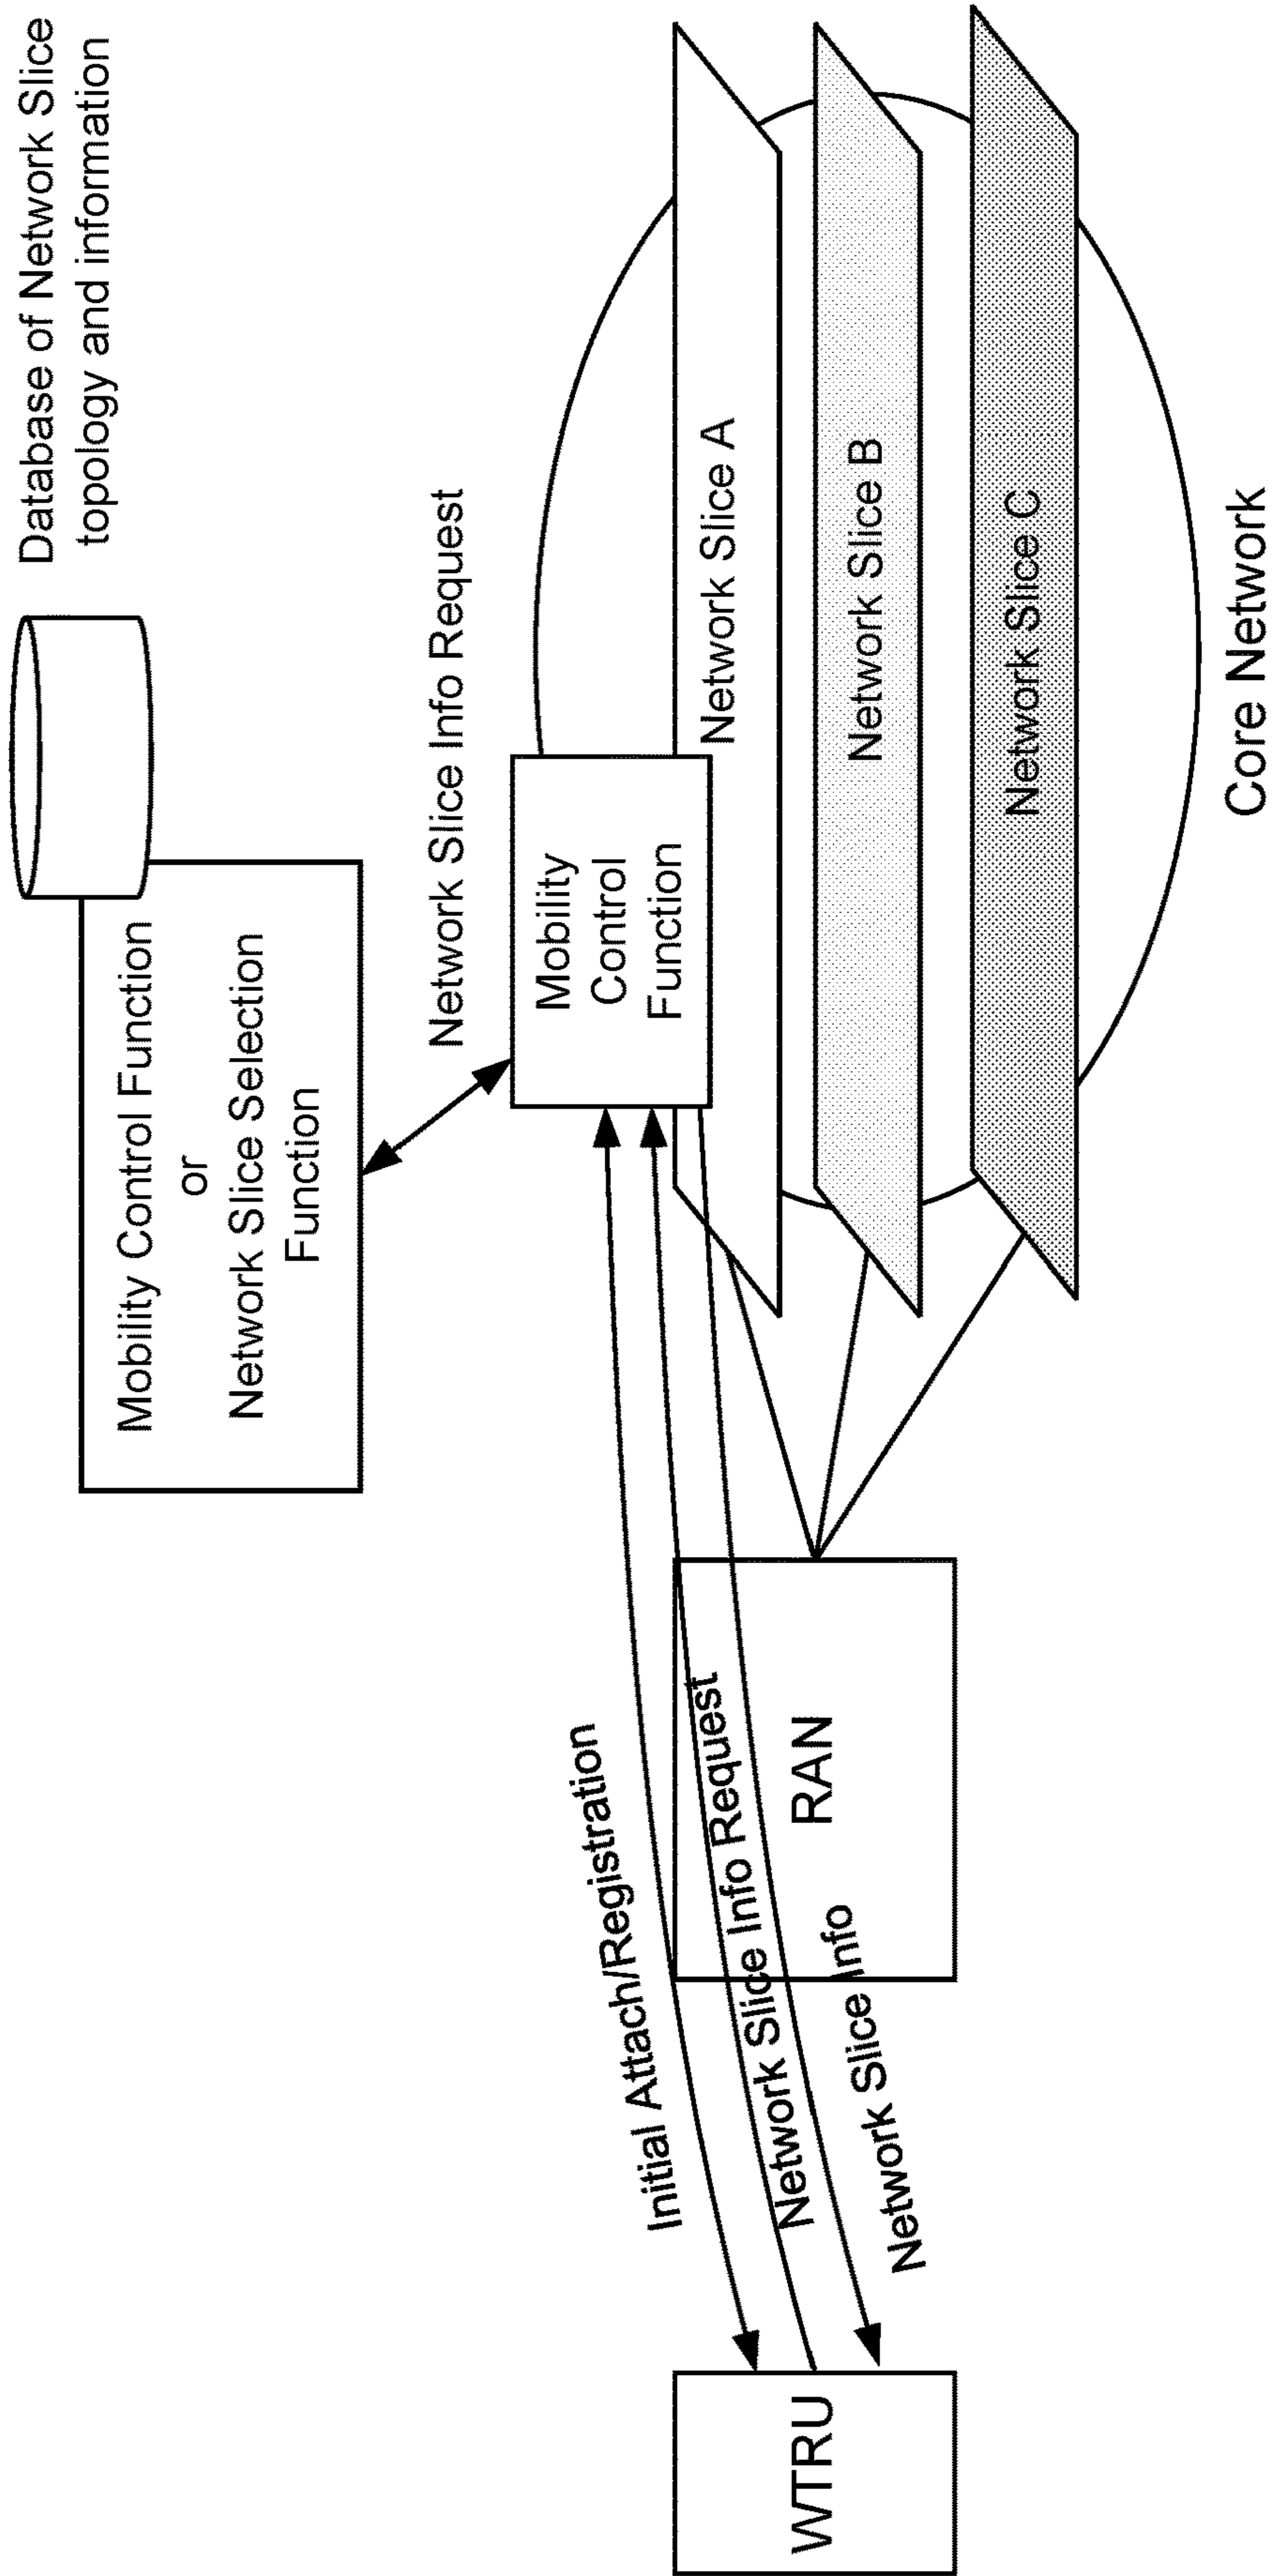 Database of Network Slice
topology and information
Mobility Control Function
or
Network Slice Selection
Function
Network Slice Info Request
Mobility
Control
Function
Network Slice A
Network Slice B
Network Slice C
Core Network
Initial Attach/Registration
Network Slice Info Request
Network Slice Info
RAN
WTRU